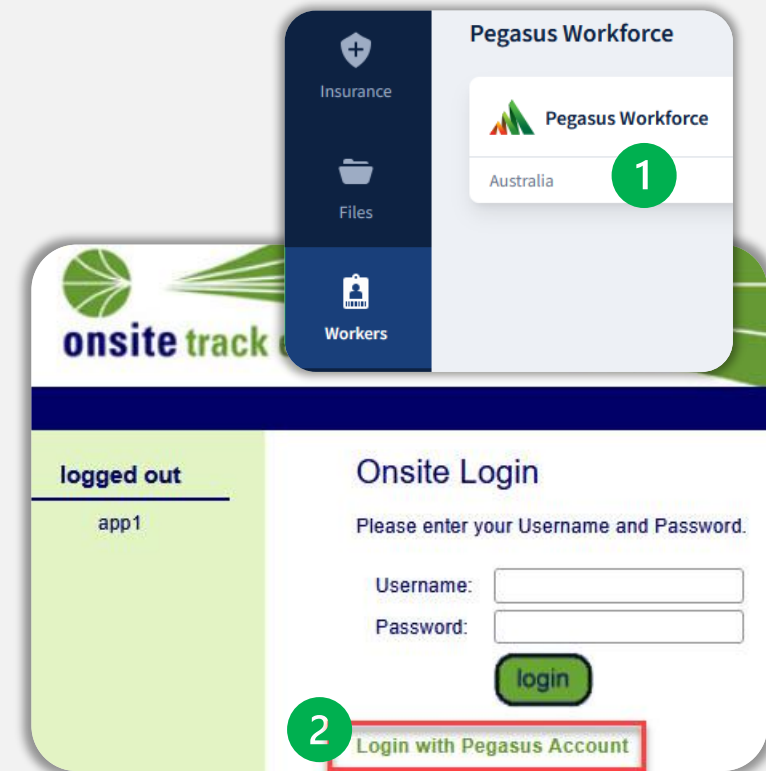 Pegasus Workforce
Insurance
Pegasus Workforce
Australia
1
Files
Workers
onsite track
logged out
app1
Onsite Login
Please enter your Username and Password.
Username:
Password:
login
2
Login with Pegasus Account